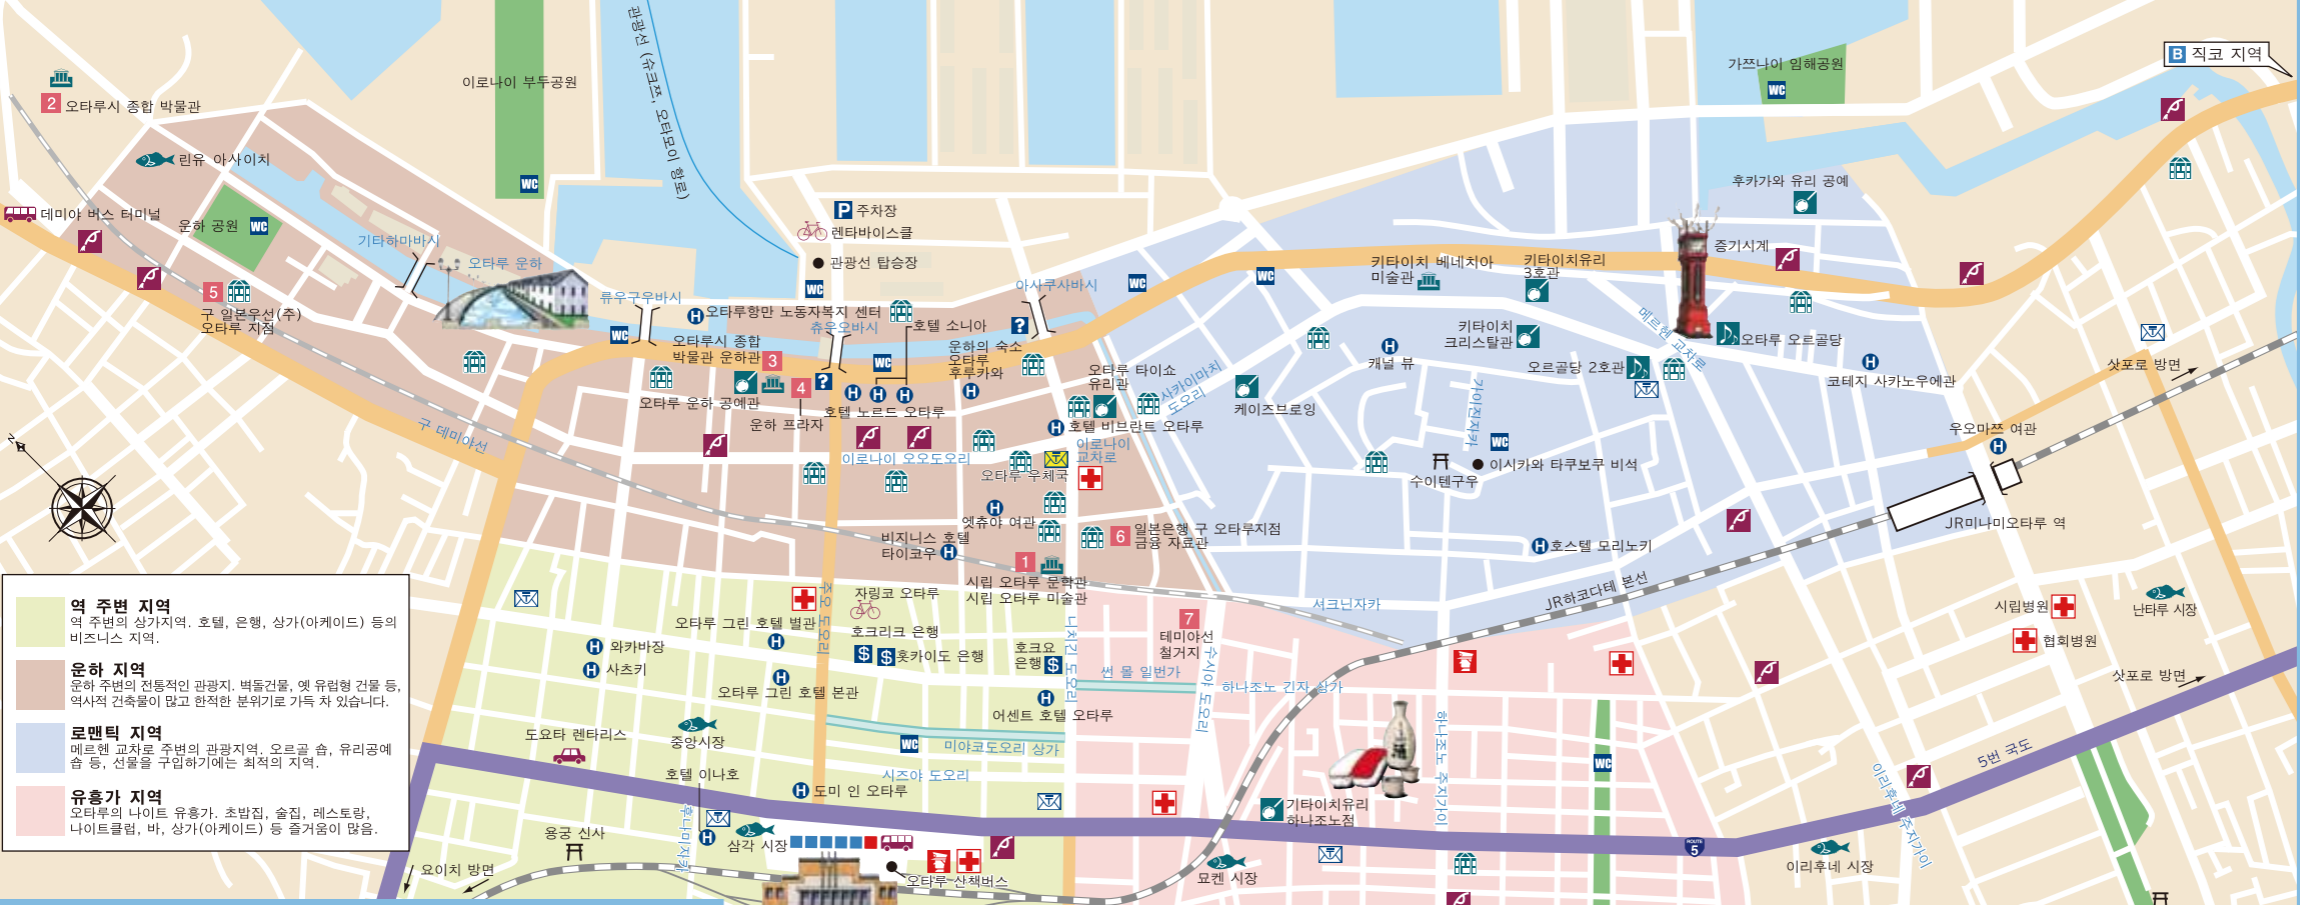 관광선 (슈크쯔, 오타모이 항로)
이로나이 부두공원
가쯔나이 임해공원
B 직코 지역
2 오타루시 종합 박물관
린유 아사이치
데미야 버스 터미널
운하 공원
WC
기타하마바시
오타루 운하
P 주차장
렌타바이스클
관광선 탑승장
후카가와 유리 공예
증기시계
5
구 일본우선(주)
오타루 지점
류우구우바시
오타루항만 노동자복지 센터
츄우오바시
호텔 소니아
아사쿠사바시
키타이치 베네치아
미술관
키타이치유리
3호관
키타이치
크리스탈관
메르헨 교차로
오타루 오르골당
오르골당 2호관
캐널 뷰
코테지 사카노우에관
삿포로 방면
오타루시 종합
박물관 운하관
3
4
운하의 숙소
오타루
후루카와
오타루 운하 공예관
운하 프라자
호텔 노르드 오타루
오타루 타이쇼
유리관
사카이마치
도오리
케이즈브로잉
호텔 비브란트 오타루
이로나이
교차로
이로나이 오오도오리
오타루 우체국
구 데미야선
엣츄야 여관
비지니스 호텔
타이코우
6 일본은행 구 오타루지점
금융 자료관
1
시립 오타루 문학관
시립 오타루 미술관
수이텐구우
이시카와 타쿠보쿠 비석
우오마쯔 여관
JR미나미오타루 역
호스텔 모리노키
JR하코다테 본선
셔크닌자카
시립병원
협회병원
난타루 시장
삿포로 방면
5번 국도
이리후네 시장
N
역 주변 지역
역 주변의 상가지역. 호텔, 은행, 상가(아케이드) 등의
비즈니스 지역.
운하 지역
운하 주변의 전통적인 관광지. 벽돌건물, 옛 유럽형 건물 등,
역사적 건축물이 많고 한적한 분위기로 가득 차 있습니다.
로맨틱 지역
메르헨 교차로 주변의 관광지역. 오르골 숍, 유리공예
숍 등, 선물을 구입하기에는 최적의 지역.
유흥가 지역
오타루의 나이트 유흥가. 초밥집, 술집, 레스토랑,
나이트클럽, 바, 상가(아케이드) 등 즐거움이 많음.
자링코 오타루
오타루 그린 호텔 별관
호크리크 은행
홋카이도 은행
호크요
은행
와카바장
사츠키
오타루 그린 호텔 본관
어센트 호텔 오타루
7
테미야선
철거지
썬 몰 일번가
수시야 도오리
하나조노 긴자 상가
하나조노 주지가이
도요타 렌타리스
중앙시장
미야코도오리 상가
시즈야 도오리
호텔 이나호
도미 인 오타루
용궁 신사
후나미자카
삼각 시장
오타루 산책버스
요이치 방면
묘켄 시장
기타이치유리
하나조노점
ROUTE
5